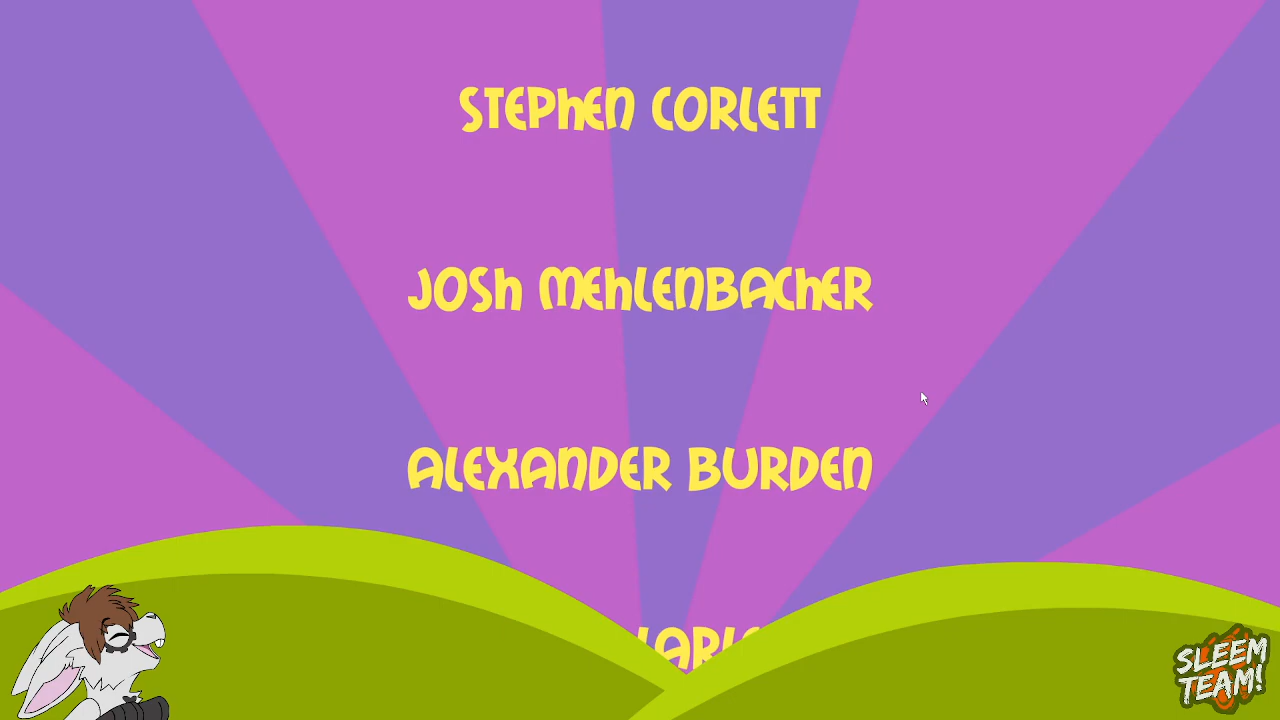 STEPHEN CORLETT
JOSH MEHLENBACHER
ALEXANDER BURDEN
SLEEM
TEAM!